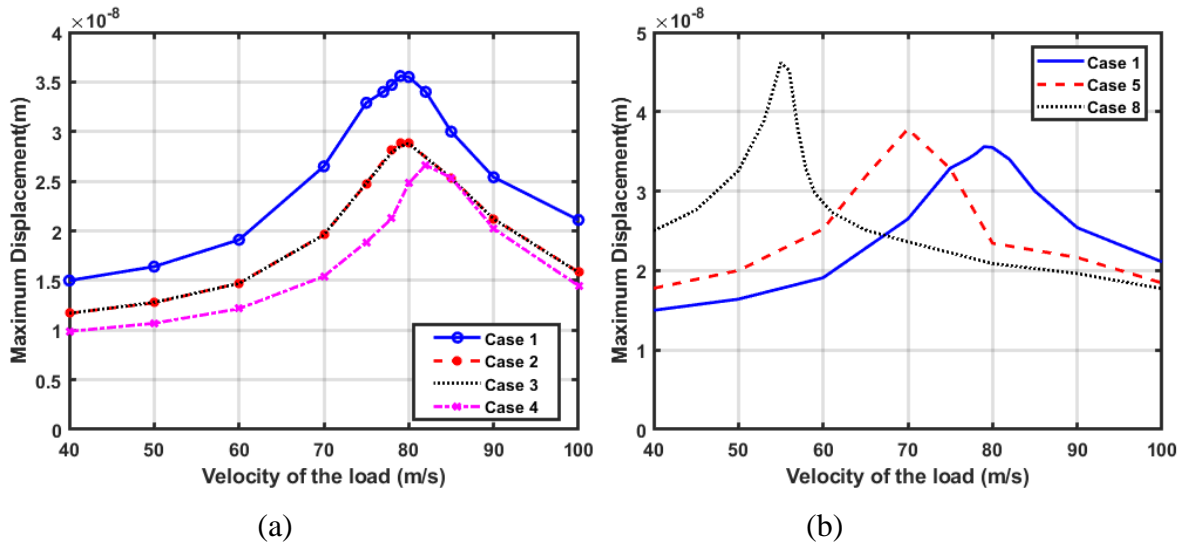 ×10⁻⁸
4
3.5
3
2.5
2
1.5
1
0.5
0
Maximum Displacement(m)
40 50 60 70 80 90 100
Velocity of the load (m/s)
Case 1
Case 2
Case 3
Case 4
(a)
×10⁻⁸
5
4
3
2
1
0
Maximum Displacement(m)
40 50 60 70 80 90 100
Velocity of the load (m/s)
Case 1
Case 5
Case 8
(b)